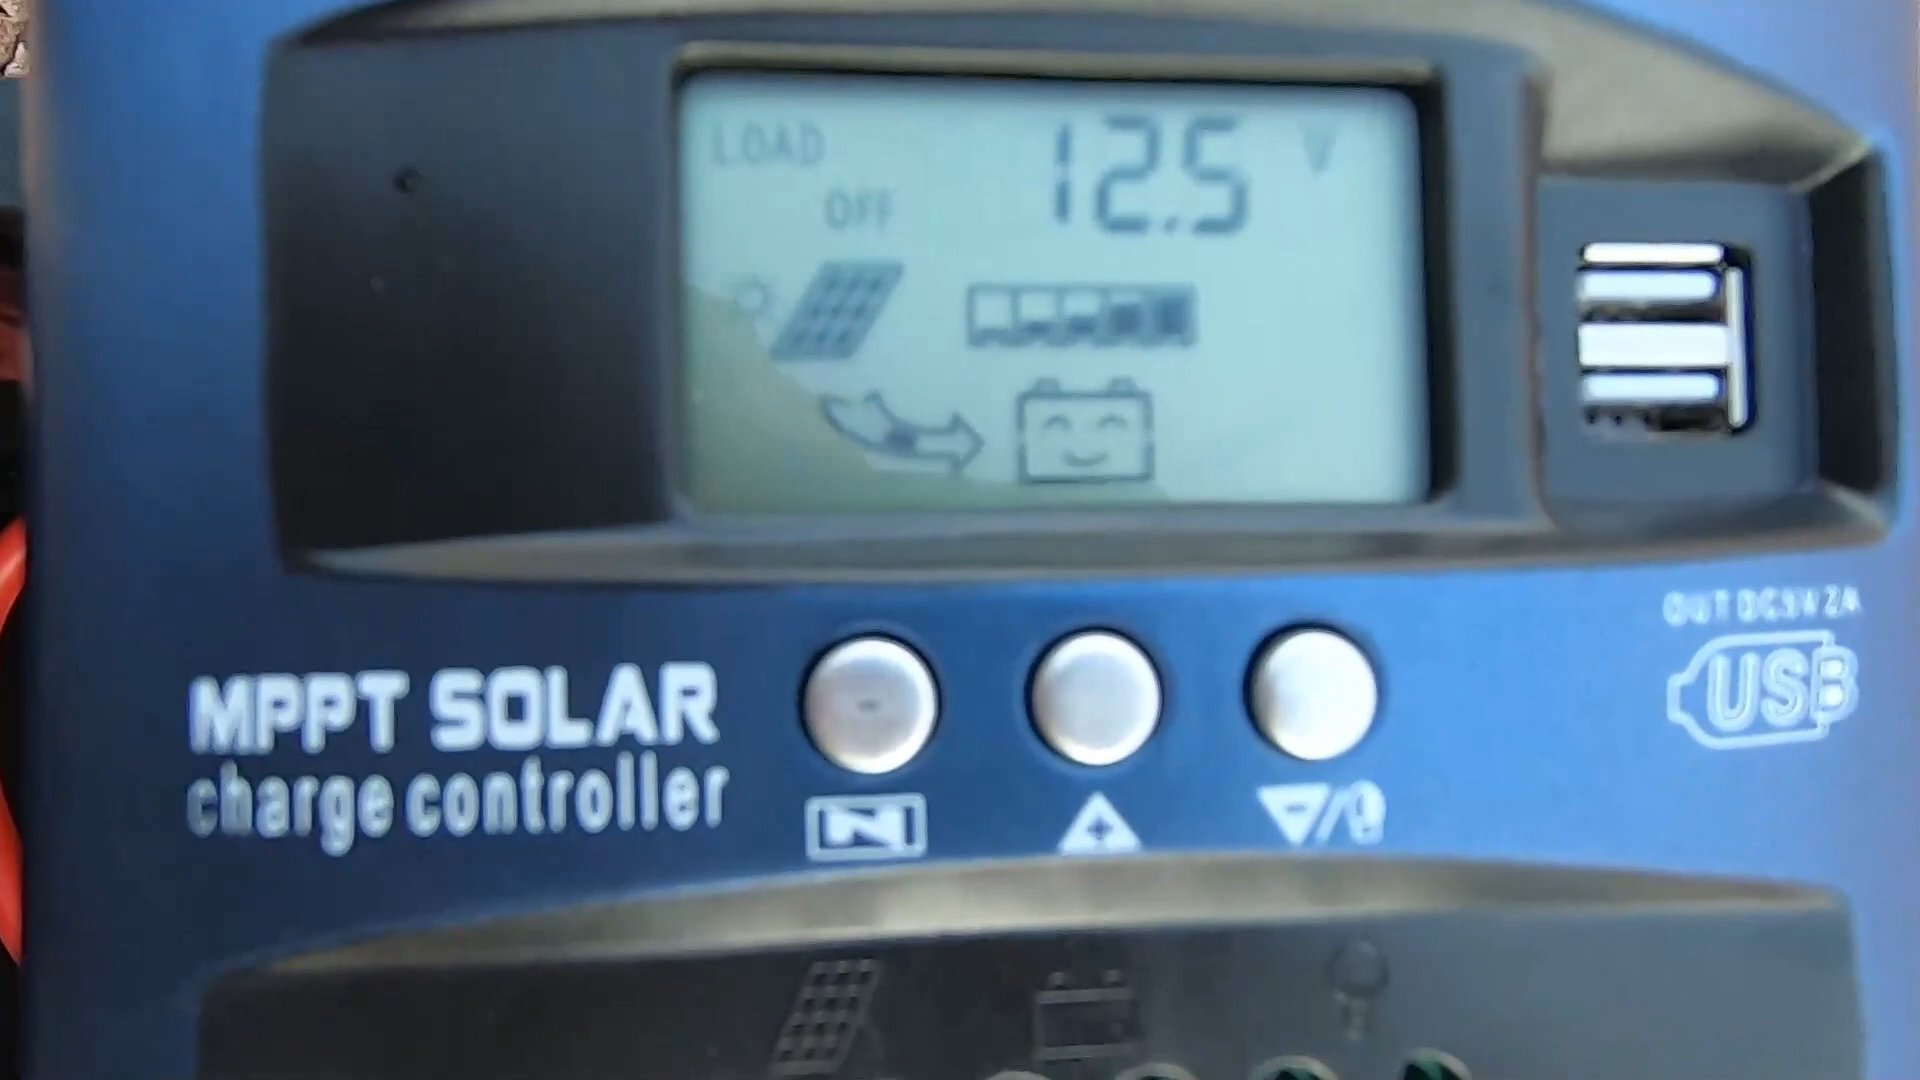 LOAD
12.5 V
OFF
OUT DC5V 2A
USB
MPPT SOLAR
charge controller